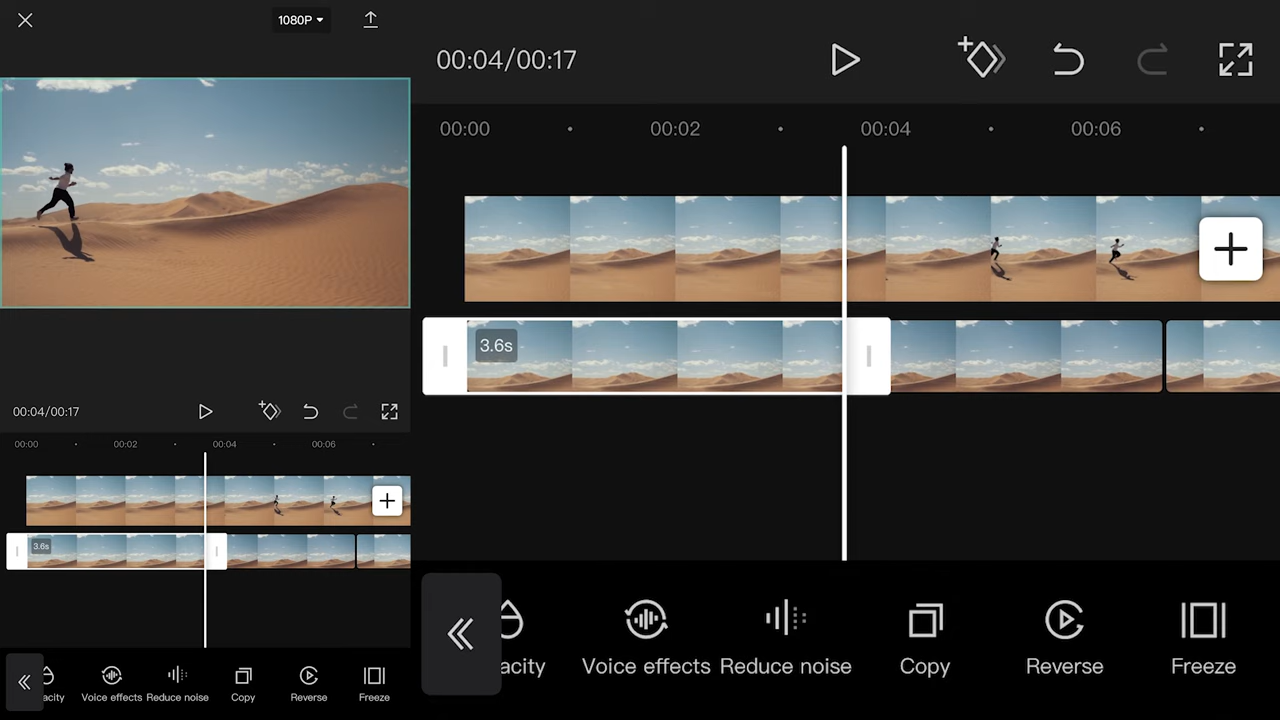 1080P
00:04/00:17
00:00
00:02
00:04
00:06
3.6s
acity
Voice effects
Reduce noise
Copy
Reverse
Freeze
00:04/00:17
00:00
00:02
00:04
00:06
3.6s
acity
Voice effects
Reduce noise
Copy
Reverse
Freeze